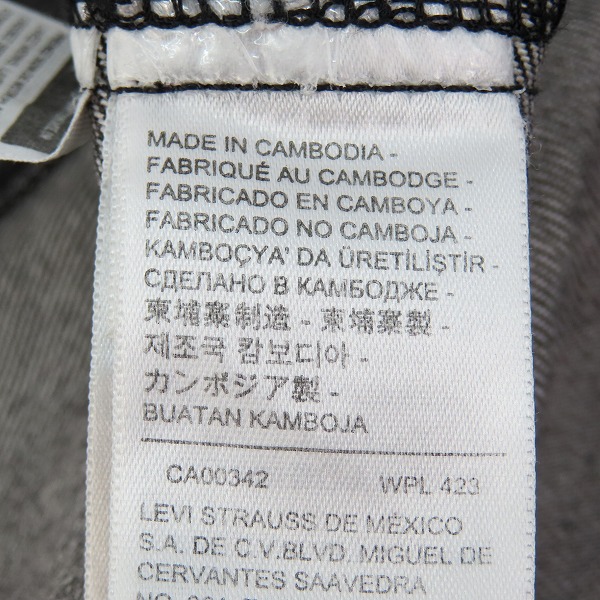 MADE IN CAMBODIA -
FABRIQUÉ AU CAMBODGE -
FABRICADO EN CAMBOYA -
FABRICADO NO CAMBOJA -
KAMBOÇYA' DA ÜRETİLİŞTİR -
СДЕЛАНО В КАМБОДЖЕ -
柬埔寨制造 - 柬埔寨製 -
제조국 캄보디아 -
カンボジア製 -
BUATAN KAMBOJA
CA00342 WPL 423
LEVI STRAUSS DE MÉXICO
S.A. DE C.V.BLVD. MIGUEL DE
CERVANTES SAAVEDRA